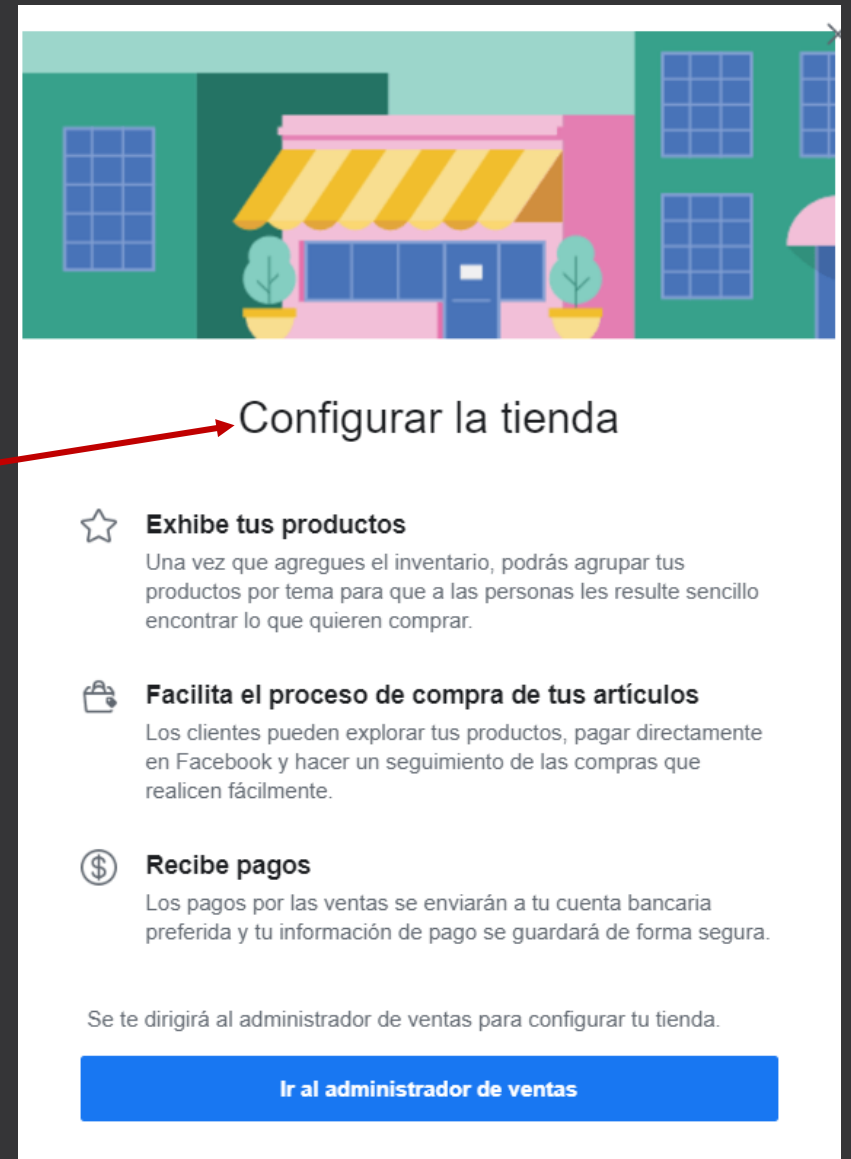 Configurar la tienda
Exhibe tus productos
Una vez que agregues el inventario, podrás agrupar tus
productos por tema para que a las personas les resulte sencillo
encontrar lo que quieren comprar.
Facilita el proceso de compra de tus artículos
Los clientes pueden explorar tus productos, pagar directamente
en Facebook y hacer un seguimiento de las compras que
realicen fácilmente.
Recibe pagos
Los pagos por las ventas se enviarán a tu cuenta bancaria
preferida y tu información de pago se guardará de forma segura.
Se te dirigirá al administrador de ventas para configurar tu tienda.
Ir al administrador de ventas